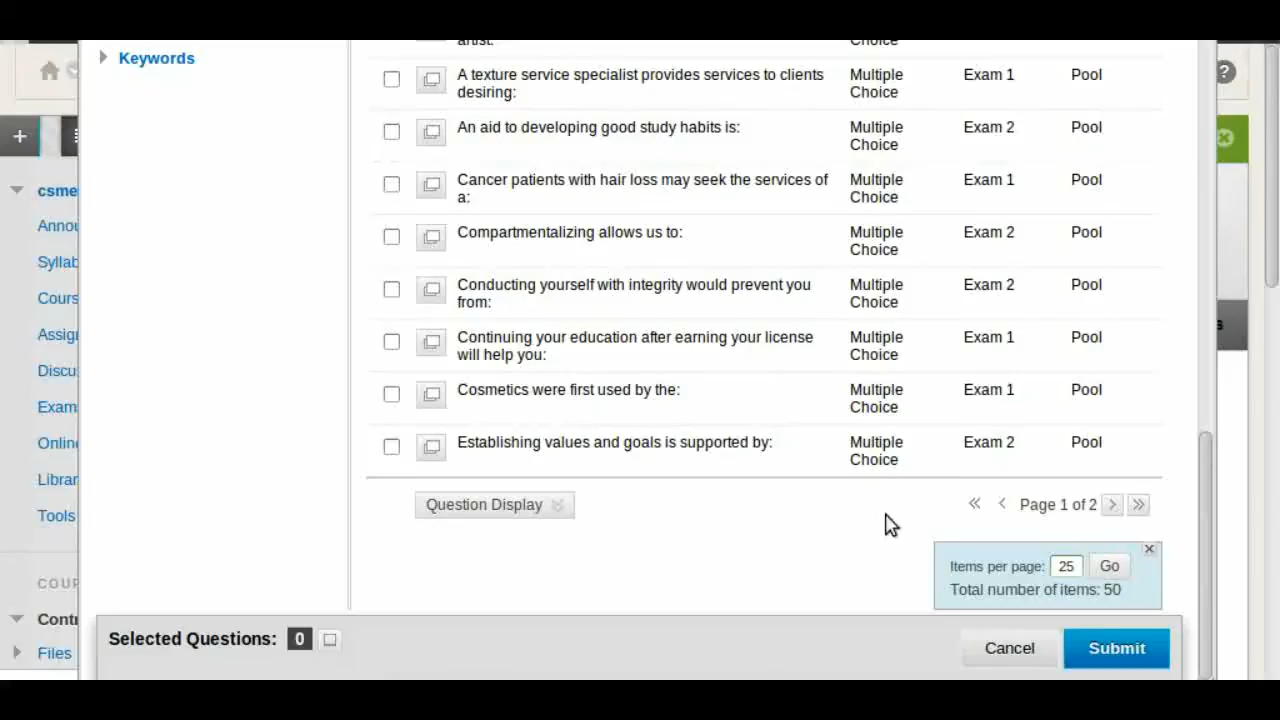 Keywords
artist:
Choice
A texture service specialist provides services to clients
desiring:
Multiple
Choice
Exam 1
Pool
An aid to developing good study habits is:
Multiple
Choice
Exam 2
Pool
Cancer patients with hair loss may seek the services of
a:
Multiple
Choice
Exam 1
Pool
Compartmentalizing allows us to:
Multiple
Choice
Exam 2
Pool
Conducting yourself with integrity would prevent you
from:
Multiple
Choice
Exam 2
Pool
Continuing your education after earning your license
will help you:
Multiple
Choice
Exam 1
Pool
Cosmetics were first used by the:
Multiple
Choice
Exam 1
Pool
Establishing values and goals is supported by:
Multiple
Choice
Exam 2
Pool
Question Display
Page 1 of 2
Items per page: 25 Go
Total number of items: 50
Selected Questions: 0
Cancel
Submit
csme
Annou
Syllab
Cours
Assig
Discu
Exam
Onlin
Librar
Tools
COUR
Contr
Files
s